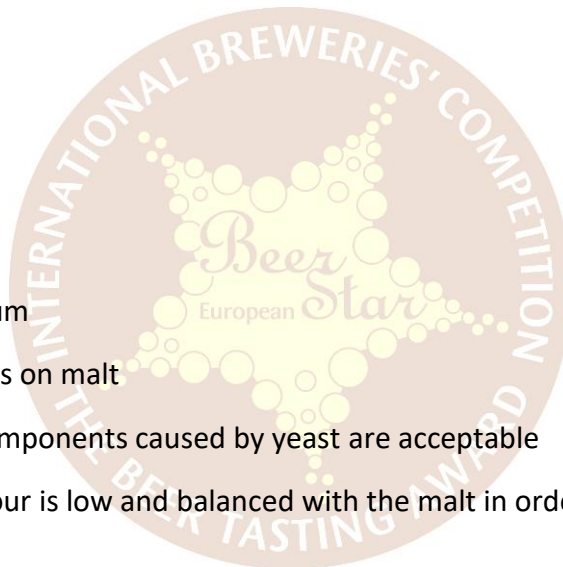 INTERNATIONAL BREWERIES' COMPETITION
Beer
European Star
um
s on malt
mponents caused by yeast are acceptable
our is low and balanced with the malt in orde
THE BEER TASTING AWARD